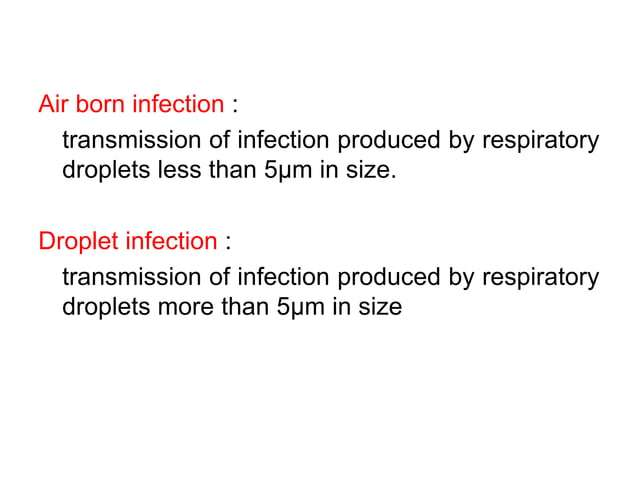 Air born infection :
transmission of infection produced by respiratory
droplets less than 5μm in size.
Droplet infection :
transmission of infection produced by respiratory
droplets more than 5μm in size